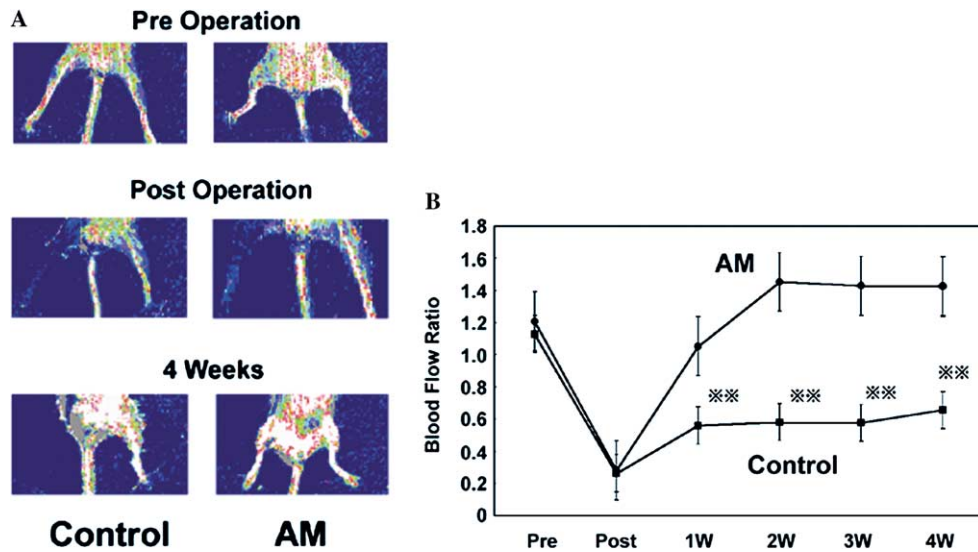 A
Pre Operation
Post Operation
4 Weeks
Control AM
B
1.8
1.6
1.4
1.2
1.0
0.8
0.6
0.4
0.2
0
Blood Flow Ratio
AM
※※ ※※ ※※ ※※
Control
Pre Post 1W 2W 3W 4W